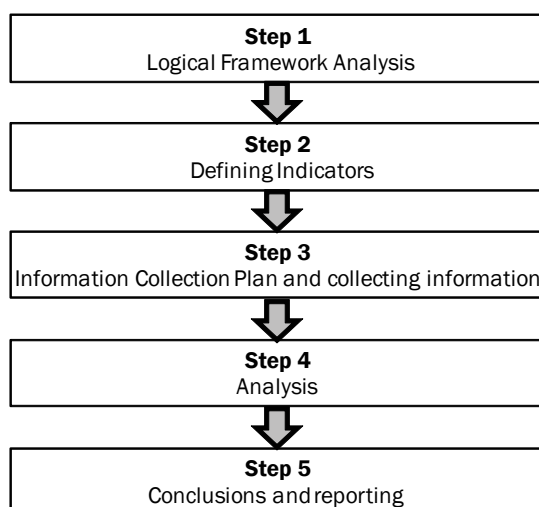 Step 1
Logical Framework Analysis
Step 2
Defining Indicators
Step 3
Information Collection Plan and collecting information
Step 4
Analysis
Step 5
Conclusions and reporting